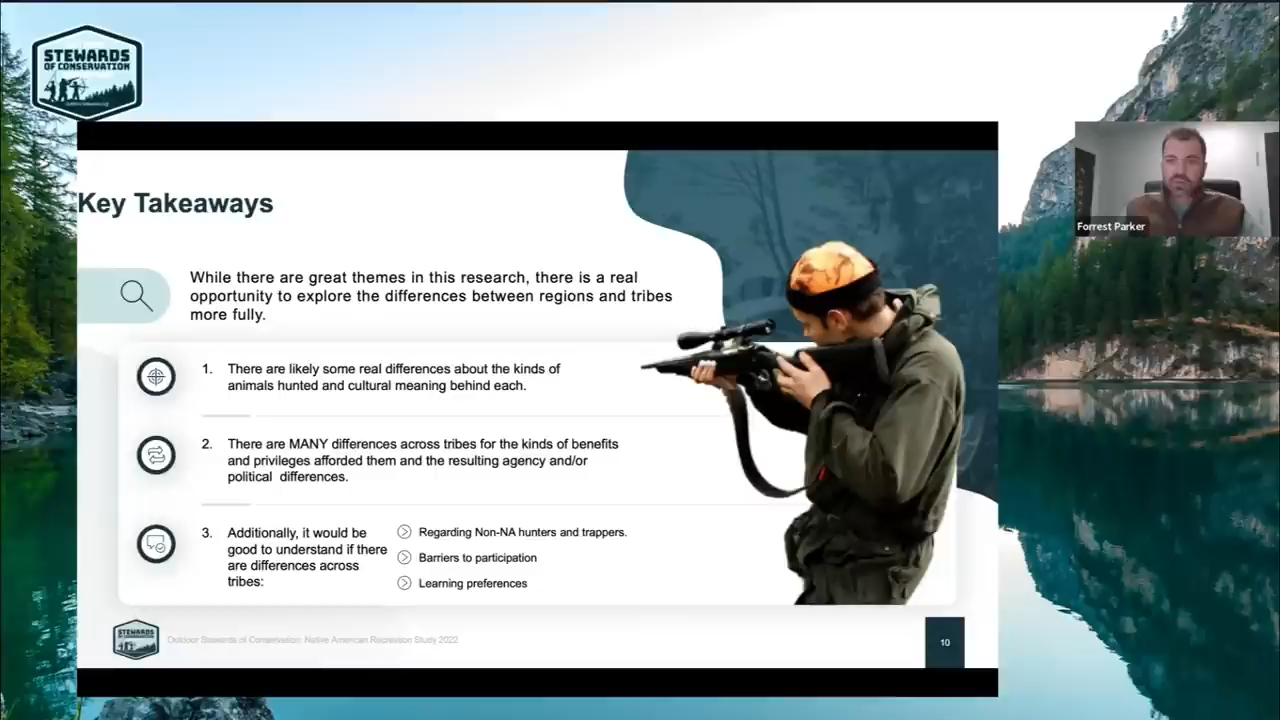 STEWARDS
OF CONSERVATION
Key Takeaways
While there are great themes in this research, there is a real
opportunity to explore the differences between regions and tribes
more fully.
1. There are likely some real differences about the kinds of
animals hunted and cultural meaning behind each.
2. There are MANY differences across tribes for the kinds of benefits
and privileges afforded them and the resulting agency and/or
political differences.
3. Additionally, it would be
good to understand if there
are differences across
tribes:
Regarding Non-NA hunters and trappers.
Barriers to participation
Learning preferences
STEWARDS
OF CONSERVATION
Outdoor Stewards of Conservation: Native American Recreation Study 2022
10
Forrest Parker